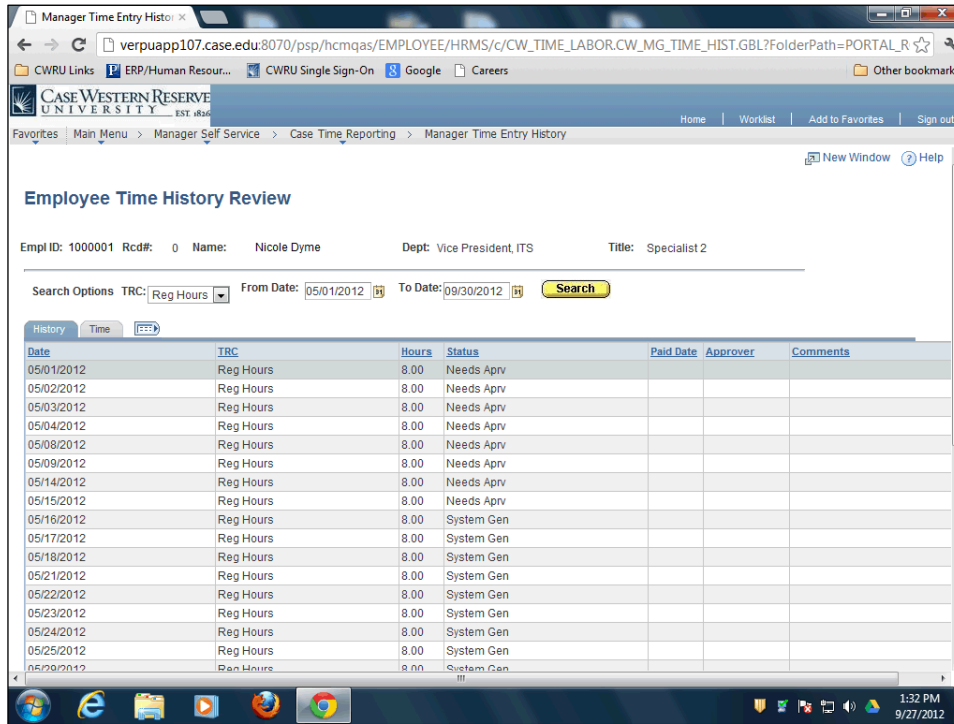 Manager Time Entry Histor
verpuapp107.case.edu:8070/psp/hcmqas/EMPLOYEE/HRMS/c/CW_TIME_LABOR.CW_MG_TIME_HIST.GBL?FolderPath=PORTAL_R
CWRU Links ERP/Human Resour... CWRU Single Sign-On Google Careers Other bookmark
CASE WESTERN RESERVE
UNIVERSITY EST. 1826
Home | Worklist | Add to Favorites | Sign out
Favorites | Main Menu > Manager Self Service > Case Time Reporting > Manager Time Entry History
New Window ? Help
Employee Time History Review
Empl ID: 1000001 Rcd#: 0 Name: Nicole Dyme Dept: Vice President, ITS Title: Specialist 2
Search Options TRC: Reg Hours From Date: 05/01/2012 To Date: 09/30/2012 Search
History Time
Date TRC Hours Status Paid Date Approver Comments
05/01/2012 Reg Hours 8.00 Needs Aprv
05/02/2012 Reg Hours 8.00 Needs Aprv
05/03/2012 Reg Hours 8.00 Needs Aprv
05/04/2012 Reg Hours 8.00 Needs Aprv
05/08/2012 Reg Hours 8.00 Needs Aprv
05/09/2012 Reg Hours 8.00 Needs Aprv
05/14/2012 Reg Hours 8.00 Needs Aprv
05/15/2012 Reg Hours 8.00 Needs Aprv
05/16/2012 Reg Hours 8.00 System Gen
05/17/2012 Reg Hours 8.00 System Gen
05/18/2012 Reg Hours 8.00 System Gen
05/21/2012 Reg Hours 8.00 System Gen
05/22/2012 Reg Hours 8.00 System Gen
05/23/2012 Reg Hours 8.00 System Gen
05/24/2012 Reg Hours 8.00 System Gen
05/25/2012 Reg Hours 8.00 System Gen
05/29/2012 Reg Hours 8.00 System Gen
1:32 PM
9/27/2012